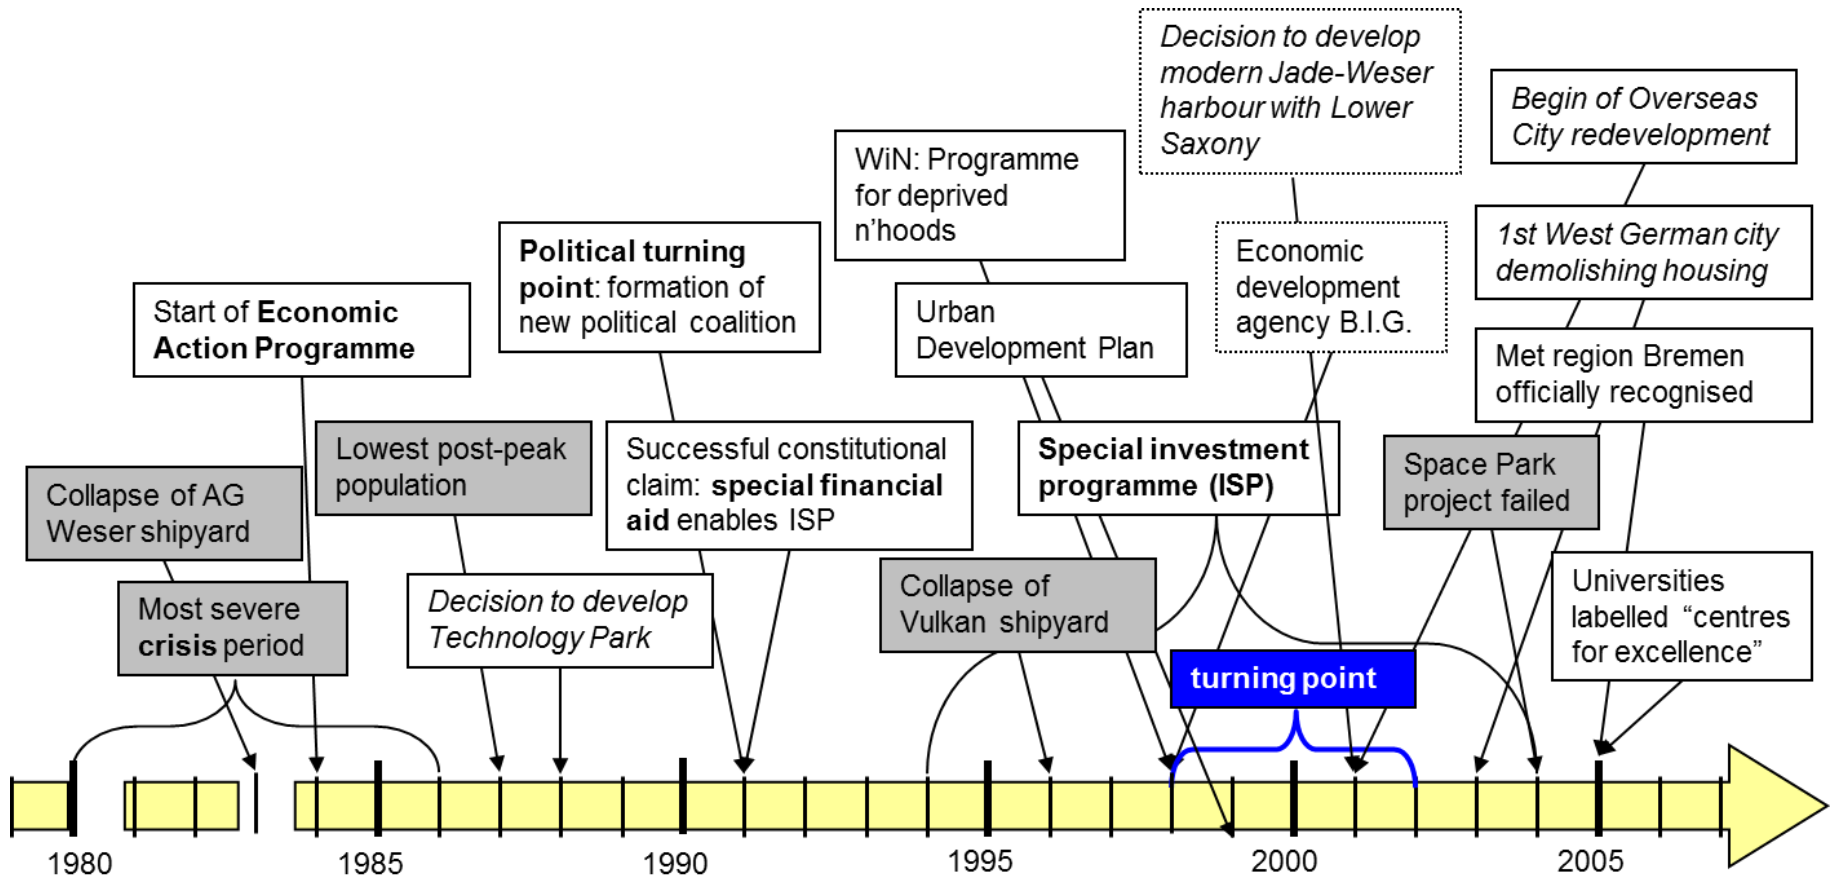 Decision to develop
modern Jade-Weser
harbour with Lower
Saxony
Begin of Overseas
City redevelopment
WiN: Programme
for deprived
n'hoods
1st West German city
demolishing housing
Political turning
point: formation of
new political coalition
Economic
development
agency B.I.G.
Start of Economic
Action Programme
Urban
Development Plan
Met region Bremen
officially recognised
Lowest post-peak
population
Successful constitutional
claim: special financial
aid enables ISP
Special investment
programme (ISP)
Space Park
project failed
Collapse of AG
Weser shipyard
Most severe
crisis period
Decision to develop
Technology Park
Collapse of
Vulkan shipyard
Universities
labelled “centres
for excellence”
turning point
1980
1985
1990
1995
2000
2005